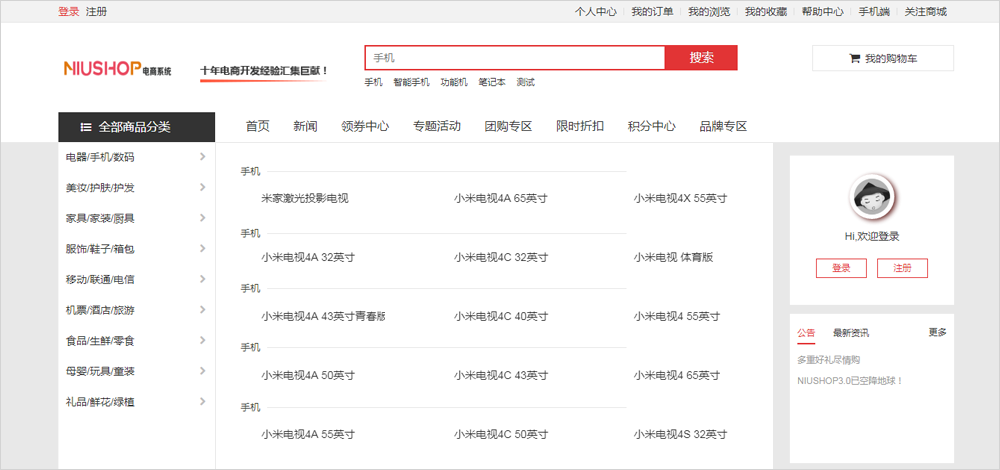 登录 注册 个人中心 我的订单 我的浏览 我的收藏 帮助中心 手机端 关注商城
NIUSHOP电商系统 十年电商开发经验汇集巨献！ 手机 搜索 我的购物车
手机 智能手机 功能机 笔记本 测试
全部商品分类 首页 新闻 领券中心 专题活动 团购专区 限时折扣 积分中心 品牌专区
电器/手机/数码
美妆/护肤/护发
家具/家装/厨具
服饰/鞋子/箱包
移动/联通/电信
机票/酒店/旅游
食品/生鲜/零食
母婴/玩具/童装
礼品/鲜花/绿植
手机
米家激光投影电视 小米电视4A 65英寸 小米电视4X 55英寸
手机
小米电视4A 32英寸 小米电视4C 32英寸 小米电视 体育版
手机
小米电视4A 43英寸青春版 小米电视4C 40英寸 小米电视4 55英寸
手机
小米电视4A 50英寸 小米电视4C 43英寸 小米电视4 65英寸
手机
小米电视4A 55英寸 小米电视4C 50英寸 小米电视4S 32英寸
Hi,欢迎登录
登录 注册
公告 最新资讯 更多
多重好礼尽情购
NIUSHOP3.0已空降地球！